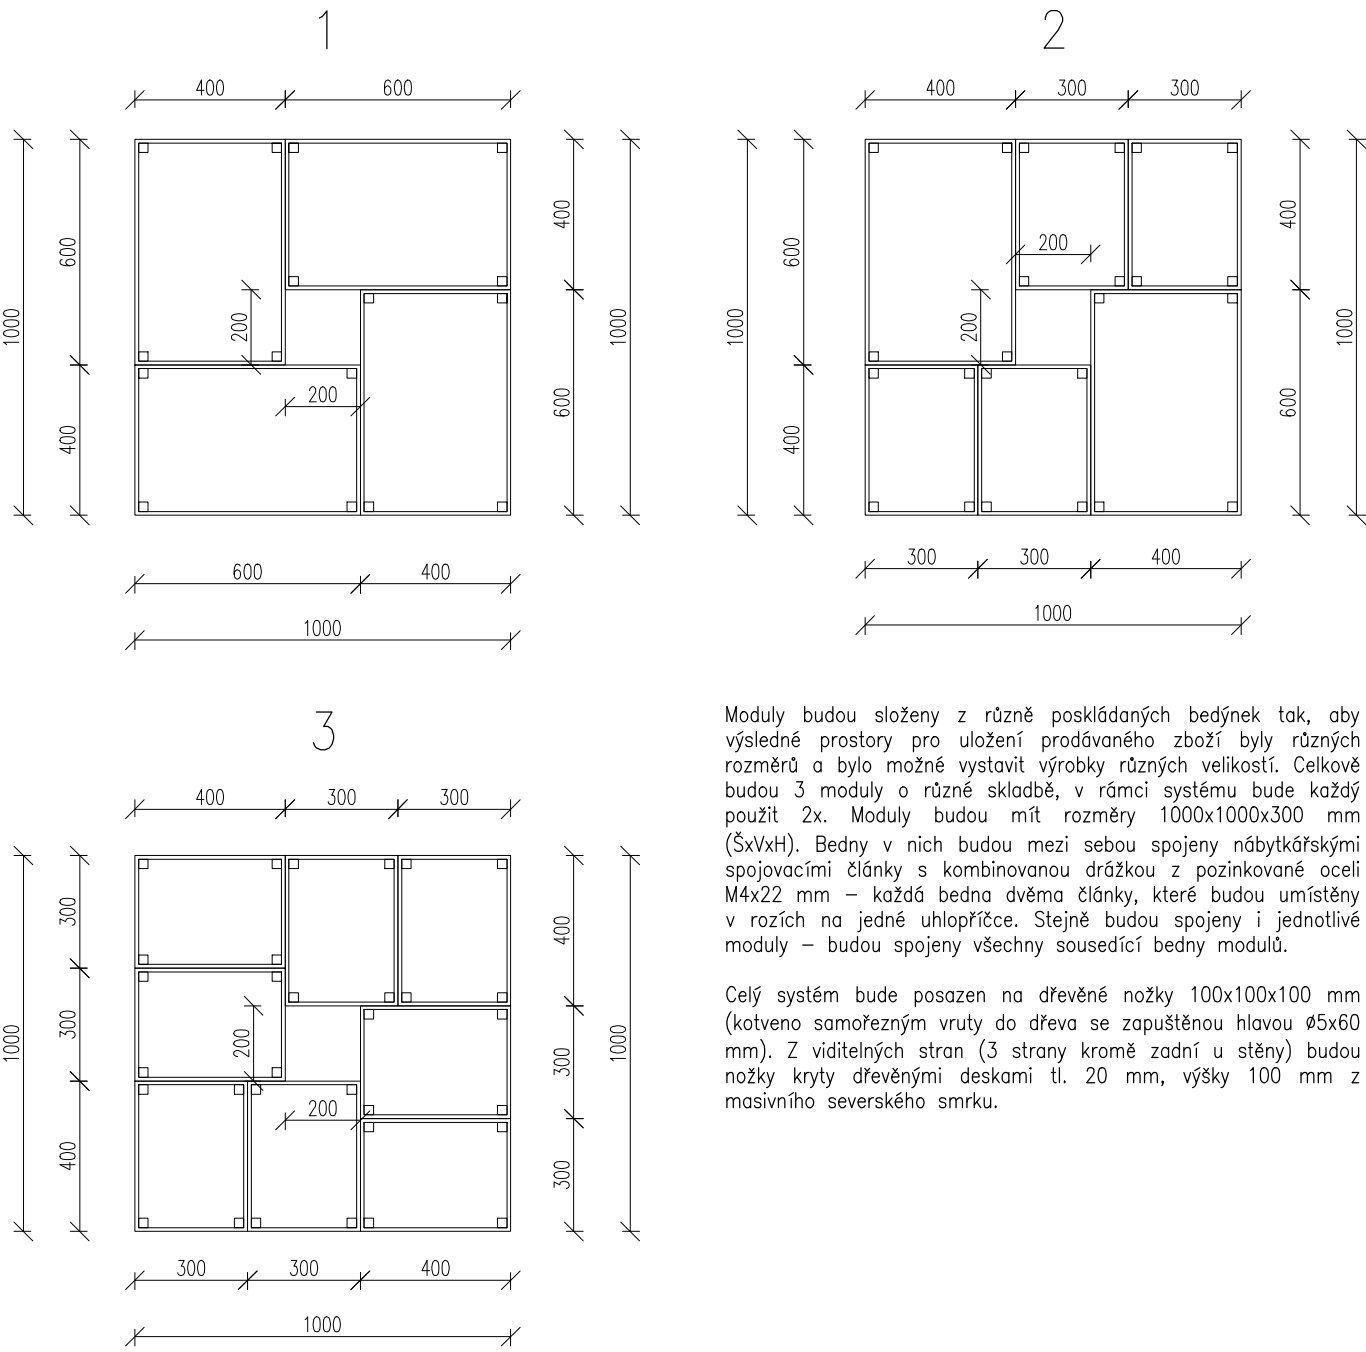 1
400 600
600
400
1000
200
200
400
600
1000
600 400
1000
2
400 300 300
600
400
1000
200
200
400
600
1000
300 300 400
1000
3
400 300 300
300
300
400
1000
200
200
400
300
300
1000
300 300 400
1000
Moduly budou složeny z různě poskládaných bedýnek tak, aby
výsledné prostory pro uložení prodávaného zboží byly různých
rozměrů a bylo možné vystavit výrobky různých velikostí. Celkově
budou 3 moduly o různé skladbě, v rámci systému bude každý
použit 2x. Moduly budou mít rozměry 1000x1000x300 mm
(ŠxVxH). Bedny v nich budou mezi sebou spojeny nábytkářskými
spojovacími články s kombinovanou drážkou z pozinkované oceli
M4x22 mm – každá bedna dvěma články, které budou umístěny
v rozích na jedné uhlopříčce. Stejně budou spojeny i jednotlivé
moduly – budou spojeny všechny sousedící bedny modulů.
Celý systém bude posazen na dřevěné nožky 100x100x100 mm
(kotveno samořezným vruty do dřeva se zapuštěnou hlavou ø5x60
mm). Z viditelných stran (3 strany kromě zadní u stěny) budou
nožky kryty dřevěnými deskami tl. 20 mm, výšky 100 mm z
masivního severského smrku.